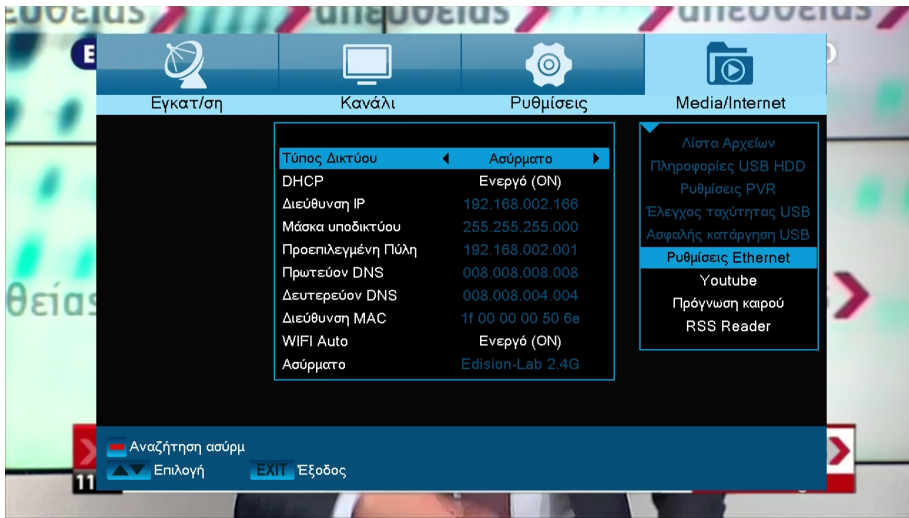 απευθείας
Εγκατ/ση
Κανάλι
Ρυθμίσεις
Media/Internet
Τύπος Δικτύου Ασύρματο
DHCP Ενεργό (ON)
Διεύθυνση IP 192.168.002.166
Μάσκα υποδικτύου 255.255.255.000
Προεπιλεγμένη Πύλη 192.168.002.001
Πρωτεύον DNS 008.008.008.008
Δευτερεύον DNS 008.008.004.004
Διεύθυνση MAC 1f 00 00 00 50 6e
WIFI Auto Ενεργό (ON)
Ασύρματο Edision-Lab 2.4G
Λίστα Αρχείων
Πληροφορίες USB HDD
Ρυθμίσεις PVR
Έλεγχος ταχύτητας USB
Ασφαλής κατάργηση USB
Ρυθμίσεις Ethernet
Youtube
Πρόγνωση καιρού
RSS Reader
θείας
Αναζήτηση ασύρμ
Επιλογή EXIT Έξοδος
11